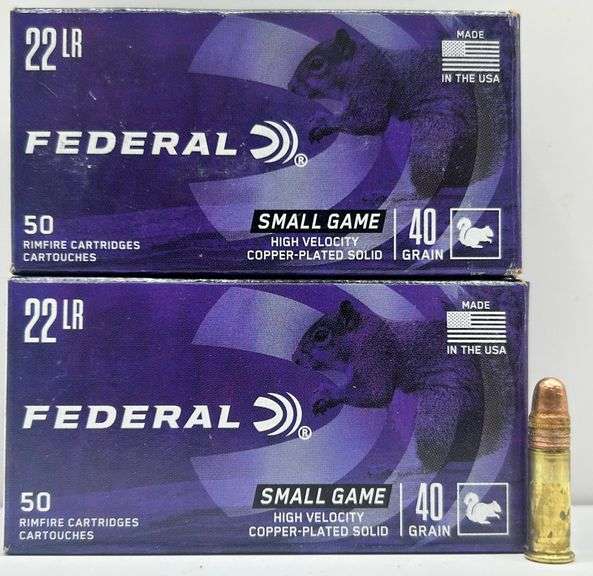 22 LR
MADE
IN THE USA
FEDERAL ®
50
RIMFIRE CARTRIDGES
CARTOUCHES
SMALL GAME
HIGH VELOCITY
COPPER-PLATED SOLID
40
GRAIN
22 LR
MADE
IN THE USA
FEDERAL ®
50
RIMFIRE CARTRIDGES
CARTOUCHES
SMALL GAME
HIGH VELOCITY
COPPER-PLATED SOLID
40
GRAIN